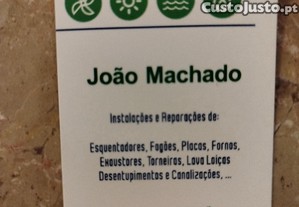 Custojusto.pt
João Machado
Instalações e Reparações de:
Esquentadores, Fogões, Placas, Fornos,
Exaustores, Torneiras, Lava Loiças
Desentupimentos e Canalizações, ...